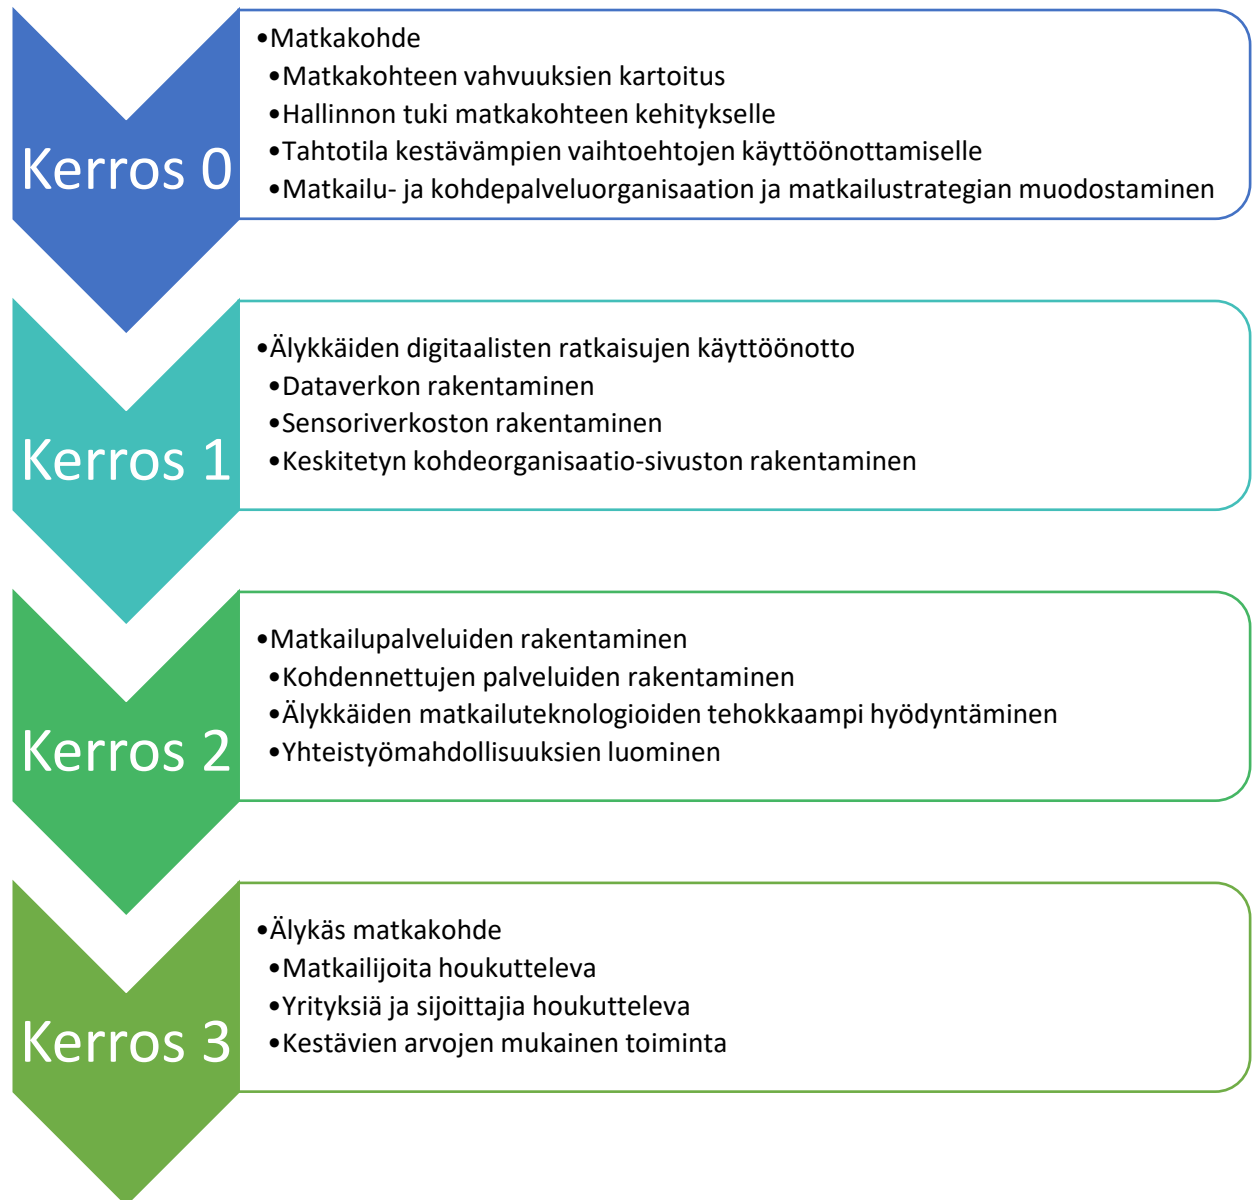 Kerros 0
•Matkakohde
•Matkakohteen vahvuuksien kartoitus
•Hallinnon tuki matkakohteen kehitykselle
•Tahtotila kestävämpien vaihtoehtojen käyttöönottamiselle
•Matkailu- ja kohdepalveluorganisaation ja matkailustrategian muodostaminen
Kerros 1
•Älykkäiden digitaalisten ratkaisujen käyttöönotto
•Dataverkon rakentaminen
•Sensoriverkoston rakentaminen
•Keskitetyn kohdeorganisaatio-sivuston rakentaminen
Kerros 2
•Matkailupalveluiden rakentaminen
•Kohdennettujen palveluiden rakentaminen
•Älykkäiden matkailuteknologioiden tehokkaampi hyödyntäminen
•Yhteistyömahdollisuuksien luominen
Kerros 3
•Älykäs matkakohde
•Matkailijoita houkutteleva
•Yrityksiä ja sijoittajia houkutteleva
•Kestävien arvojen mukainen toiminta